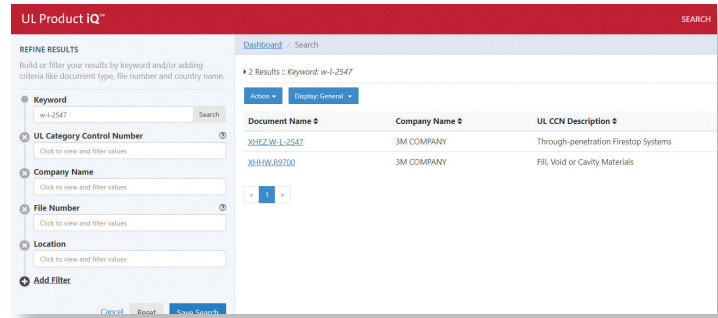 UL Product iQ™
SEARCH
REFINE RESULTS
Build or filter your results by keyword and/or adding
criteria like document type, file number and country name.
Keyword
w-l-2547
Search
UL Category Control Number
Click to view and filter values
Company Name
Click to view and filter values
File Number
Click to view and filter values
Location
Click to view and filter values
Add Filter
Cancel Reset Save Search
Dashboard / Search
2 Results :: Keyword: w-l-2547
Action Display: General
Document Name Company Name UL CCN Description
XHEZ.W-L-2547 3M COMPANY Through-penetration Firestop Systems
XHHW.R9700 3M COMPANY Fill, Void or Cavity Materials
« 1 »